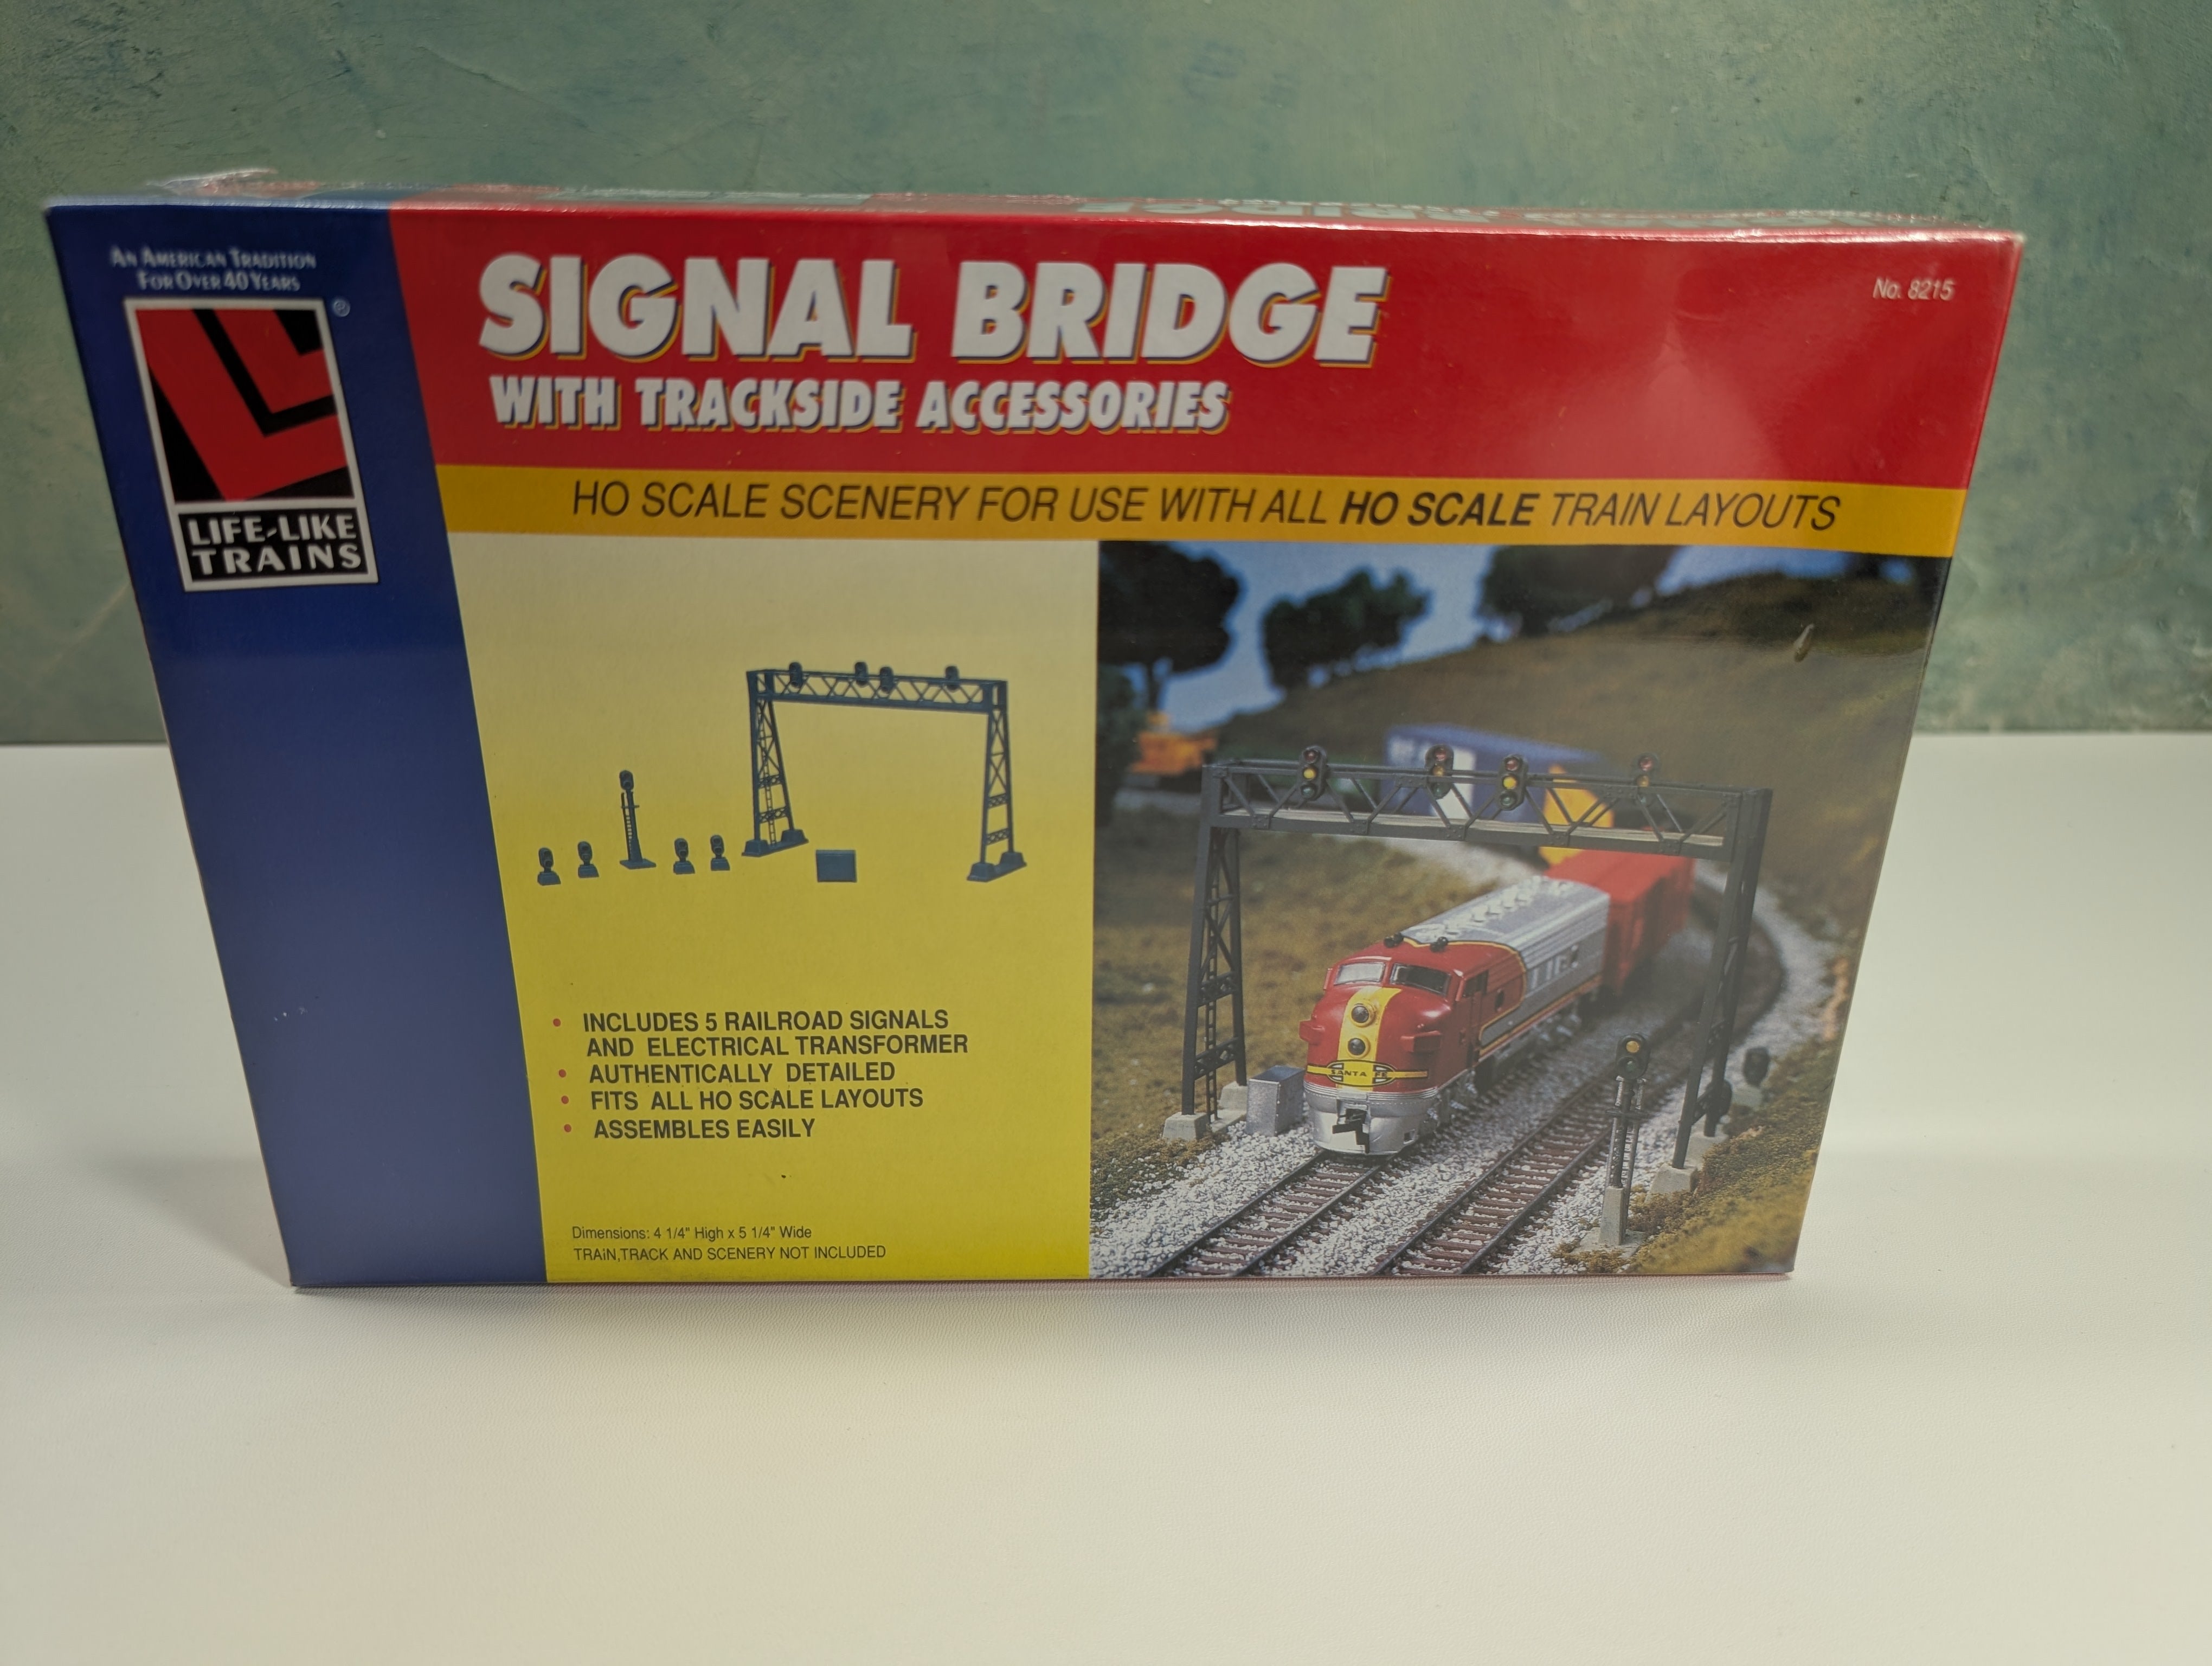 AN AMERICAN TRADITION
FOR OVER 40 YEARS
®
LIFE-LIKE
TRAINS
SIGNAL BRIDGE
No. 8215
WITH TRACKSIDE ACCESSORIES
HO SCALE SCENERY FOR USE WITH ALL HO SCALE TRAIN LAYOUTS
• INCLUDES 5 RAILROAD SIGNALS
AND ELECTRICAL TRANSFORMER
• AUTHENTICALLY DETAILED
• FITS ALL HO SCALE LAYOUTS
• ASSEMBLES EASILY
Dimensions: 4 1/4" High x 5 1/4" Wide
TRAiN,TRACK AND SCENERY NOT INCLUDED
SANTA FE